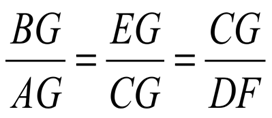 BG/AG = EG/CG = CG/DF